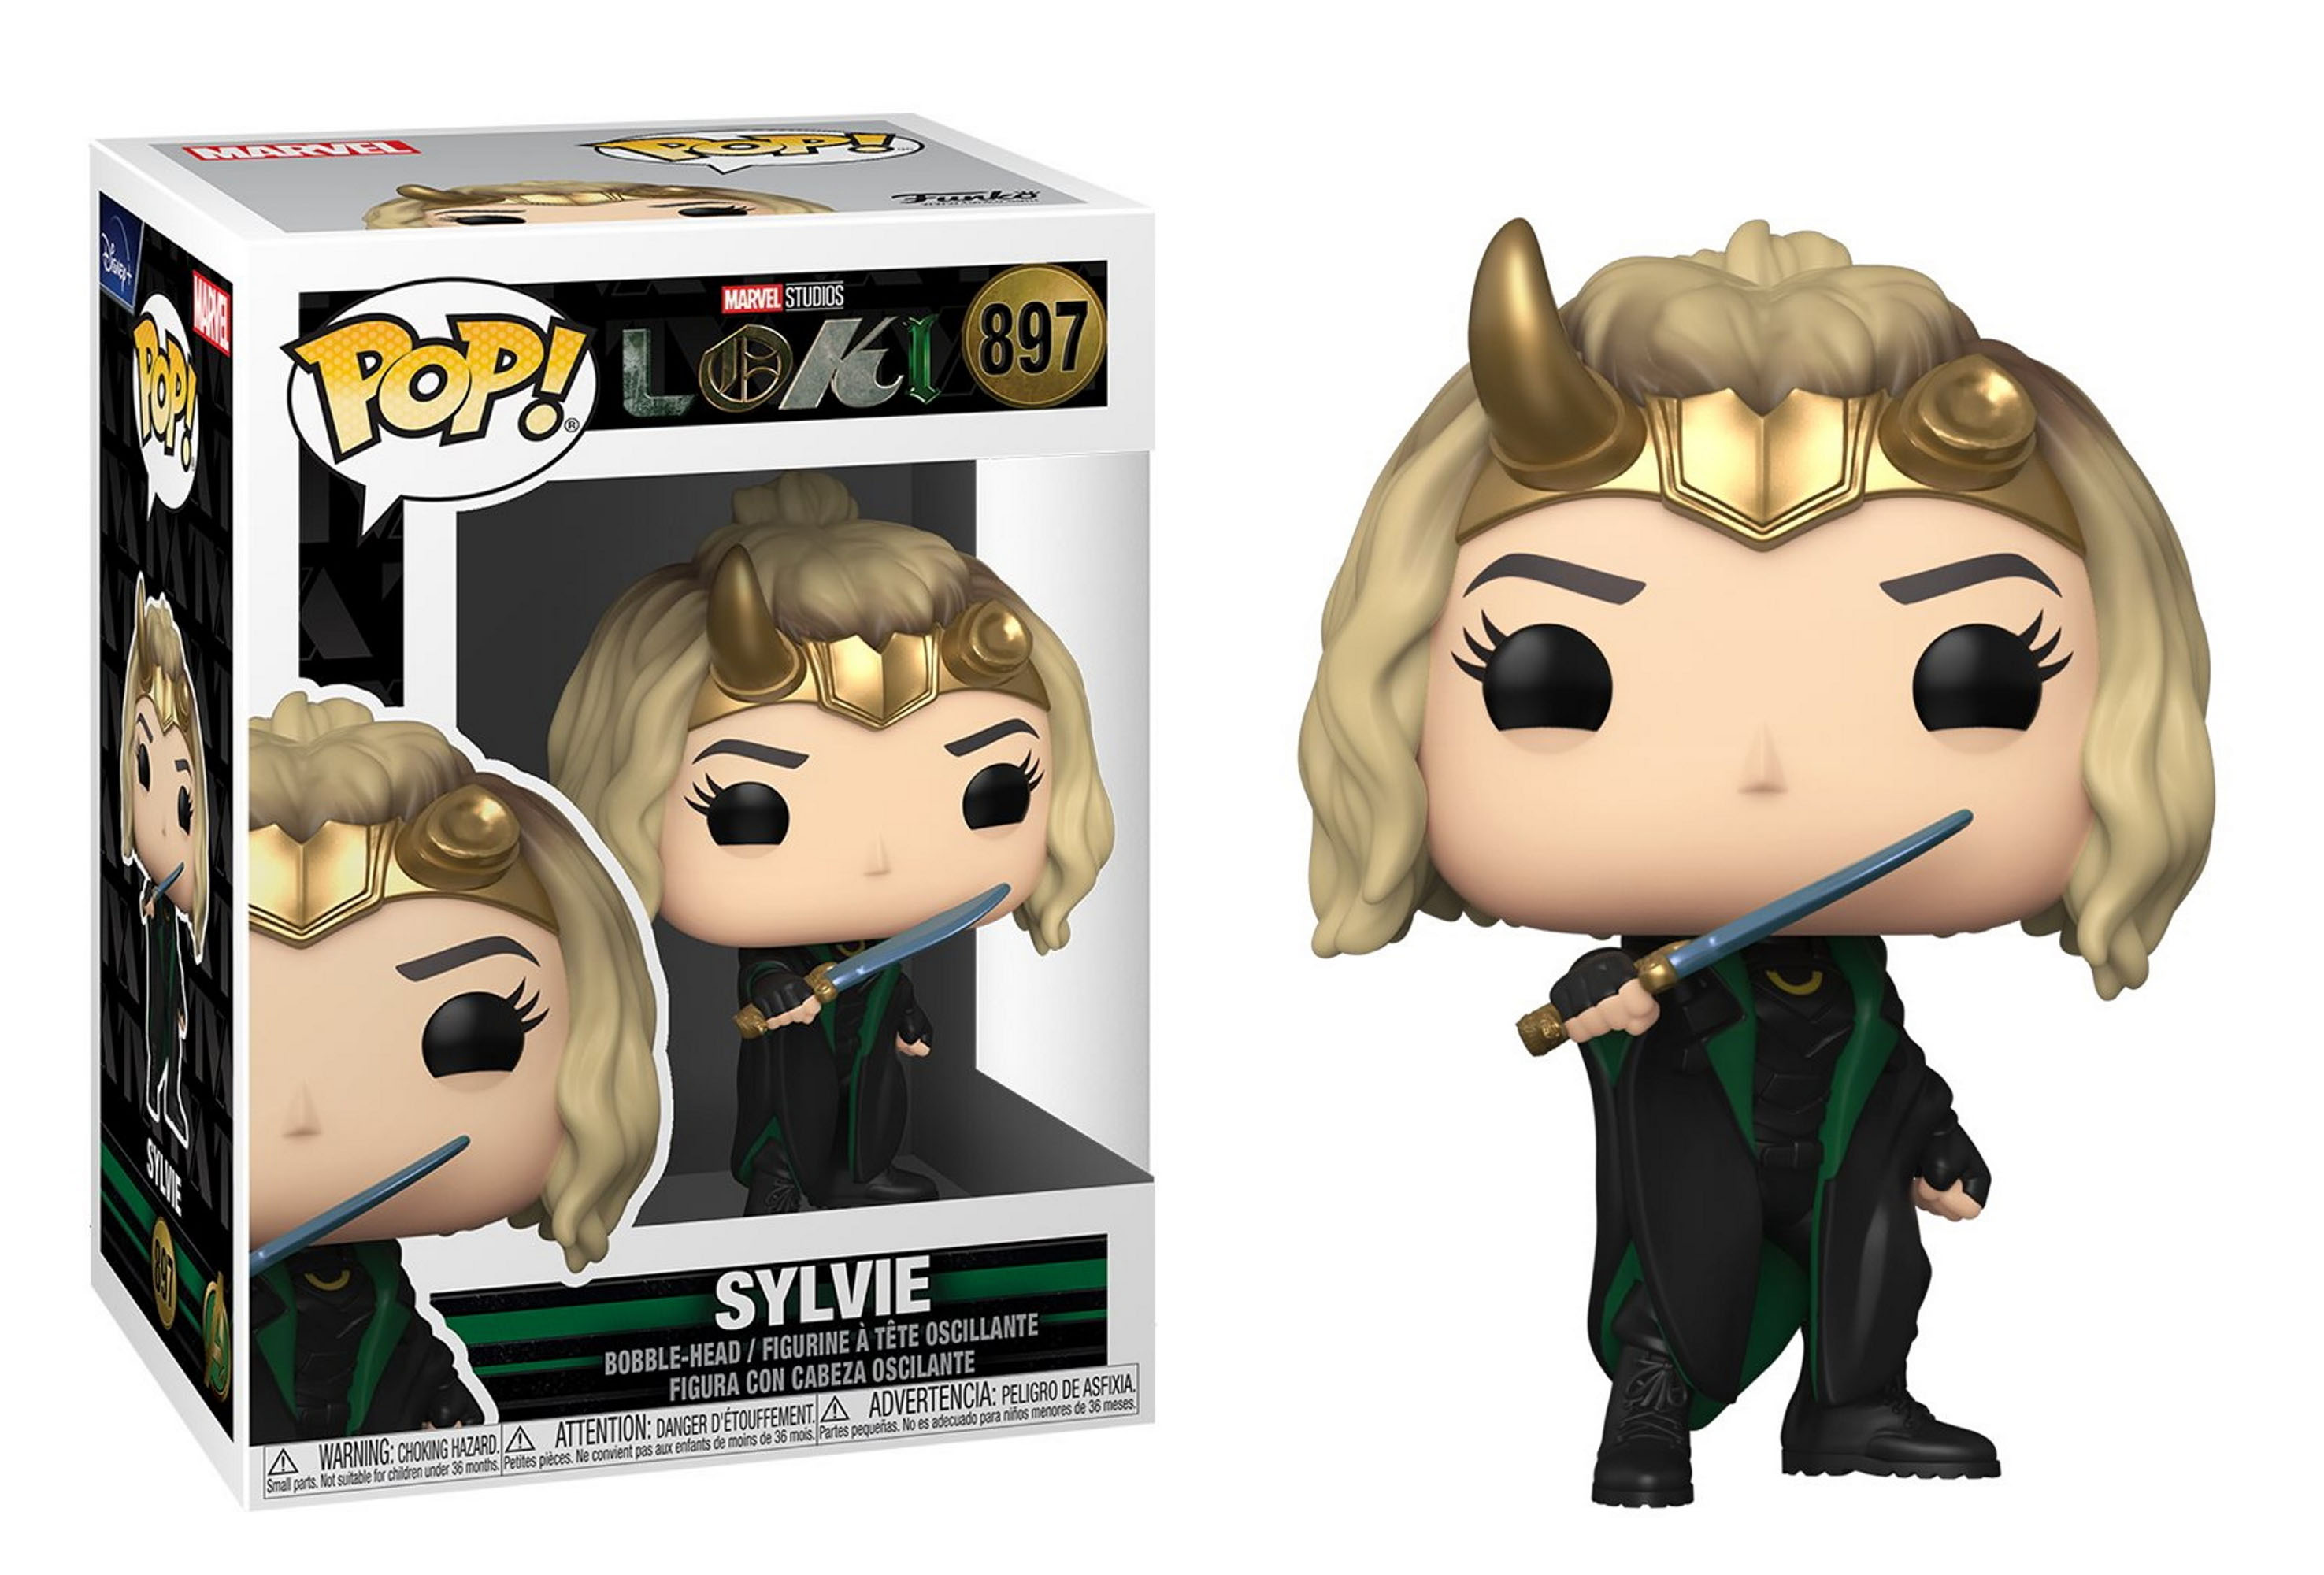 MARVEL
POP!
Funko
Disney+
MARVEL
POP!
SYLVIE
897
POP!®
MARVEL STUDIOS
LOKI
897
SYLVIE
BOBBLE-HEAD / FIGURINE À TÊTE OSCILLANTE
FIGURA CON CABEZA OSCILANTE
WARNING: CHOKING HAZARD.
Small parts. Not suitable for children under 36 months.
ATTENTION: DANGER D'ÉTOUFFEMENT.
Petites pièces. Ne convient pas aux enfants de moins de 36 mois.
ADVERTENCIA: PELIGRO DE ASFIXIA.
Partes pequeñas. No es adecuado para niños menores de 36 meses.